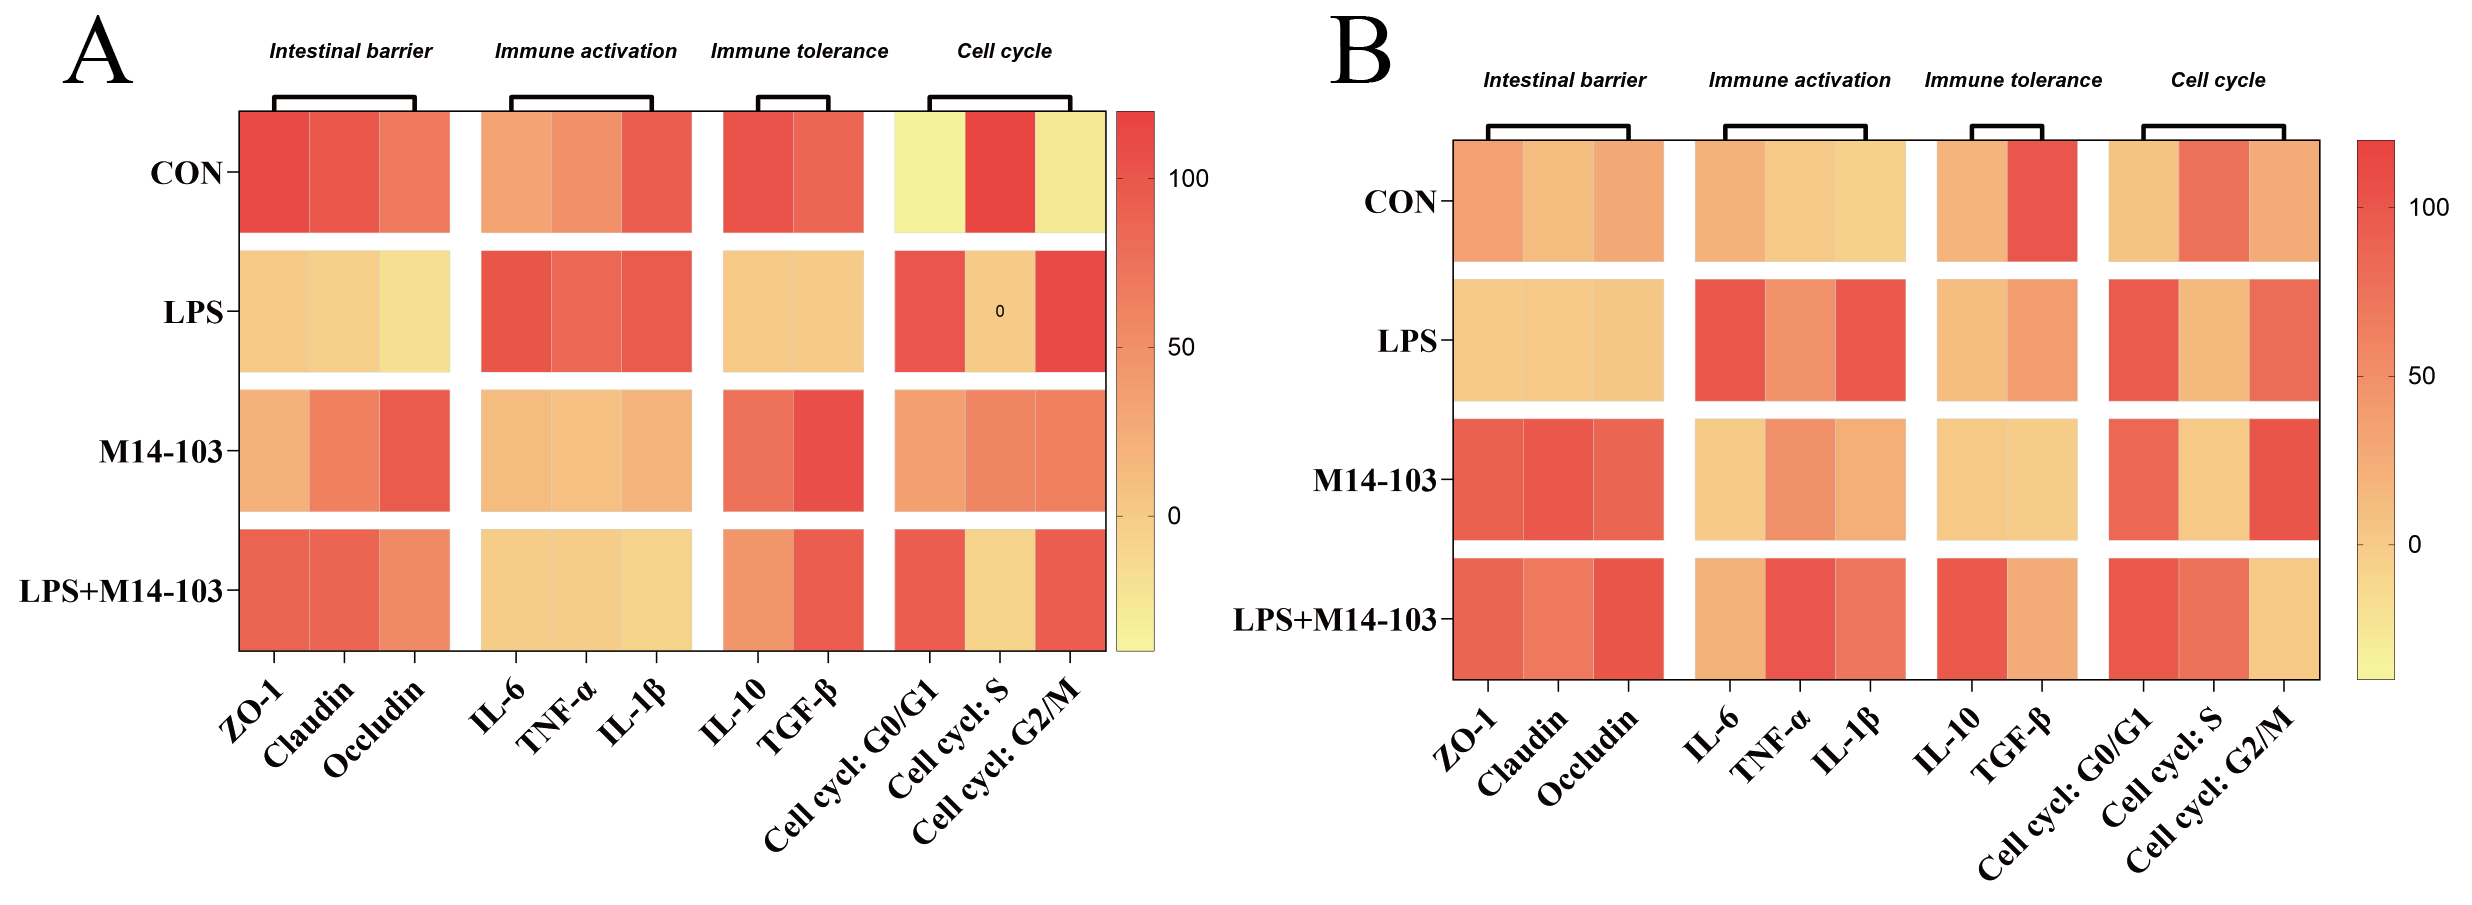 A
Intestinal barrier
Immune activation
Immune tolerance
Cell cycle
CON
LPS
M14-103
LPS+M14-103
0
100
50
0
ZO-1
Claudin
Occludin
IL-6
TNF-α
IL-1β
IL-10
TGF-β
Cell cycl: G0/G1
Cell cycl: S
Cell cycl: G2/M
B
Intestinal barrier
Immune activation
Immune tolerance
Cell cycle
CON
LPS
M14-103
LPS+M14-103
100
50
0
ZO-1
Claudin
Occludin
IL-6
TNF-α
IL-1β
IL-10
TGF-β
Cell cycl: G0/G1
Cell cycl: S
Cell cycl: G2/M